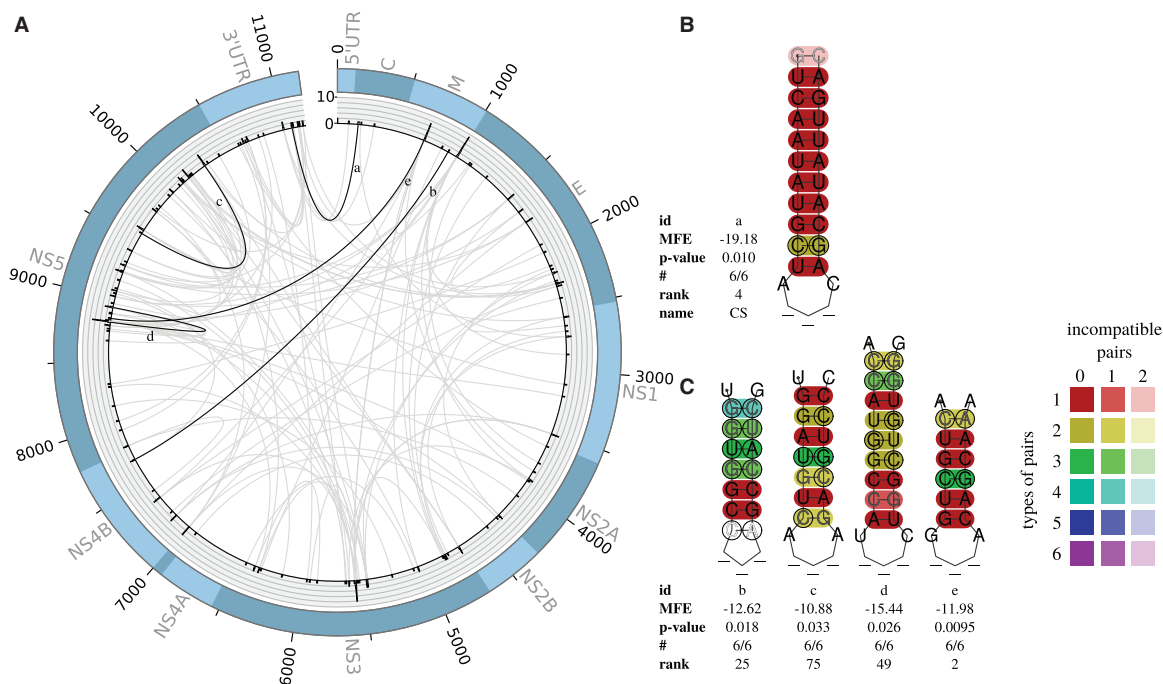 A
B
C
0
1000
2000
3000
4000
5000
6000
7000
8000
9000
10000
11000
5'UTR
C
M
E
NS1
NS2A
NS2B
NS3
NS4A
NS4B
NS5
3'UTR
10
0
a
e
b
c
d
G C
U A
C G
A U
A U
U A
A U
U A
G C
C G
U A
A C
id a
MFE -19.18
p-value 0.010
# 6/6
rank 4
name CS
U G
G C
G U
U A
G C
G C
C G
U A
U C
G C
G C
A U
U G
G C
U A
C G
A A
A G
C G
C G
A U
U G
G U
G C
C G
C G
A U
U C
A A
C A
U A
G C
C G
U A
G C
G A
id b c d e
MFE -12.62 -10.88 -15.44 -11.98
p-value 0.018 0.033 0.026 0.0095
# 6/6 6/6 6/6 6/6
rank 25 75 49 2
incompatible
pairs
0 1 2
types of pairs
1
2
3
4
5
6